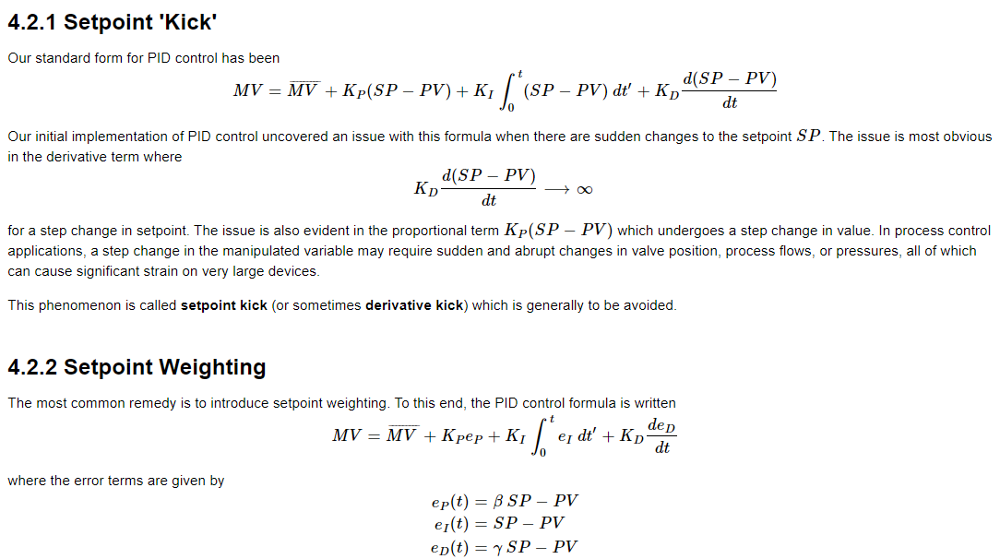 4.2.1 Setpoint 'Kick'
Our standard form for PID control has been
$MV = \overline{MV} + K_P(SP - PV) + K_I \int_0^t (SP - PV)\,dt' + K_D \frac{d(SP - PV)}{dt}$
Our initial implementation of PID control uncovered an issue with this formula when there are sudden changes to the setpoint $SP$. The issue is most obvious
in the derivative term where
$K_D \frac{d(SP - PV)}{dt} \longrightarrow \infty$
for a step change in setpoint. The issue is also evident in the proportional term $K_P(SP - PV)$ which undergoes a step change in value. In process control
applications, a step change in the manipulated variable may require sudden and abrupt changes in valve position, process flows, or pressures, all of which
can cause significant strain on very large devices.
This phenomenon is called setpoint kick (or sometimes derivative kick) which is generally to be avoided.
4.2.2 Setpoint Weighting
The most common remedy is to introduce setpoint weighting. To this end, the PID control formula is written
$MV = \overline{MV} + K_P e_P + K_I \int_0^t e_I\,dt' + K_D \frac{de_D}{dt}$
where the error terms are given by
$e_P(t) = \beta\,SP - PV$
$e_I(t) = SP - PV$
$e_D(t) = \gamma\,SP - PV$